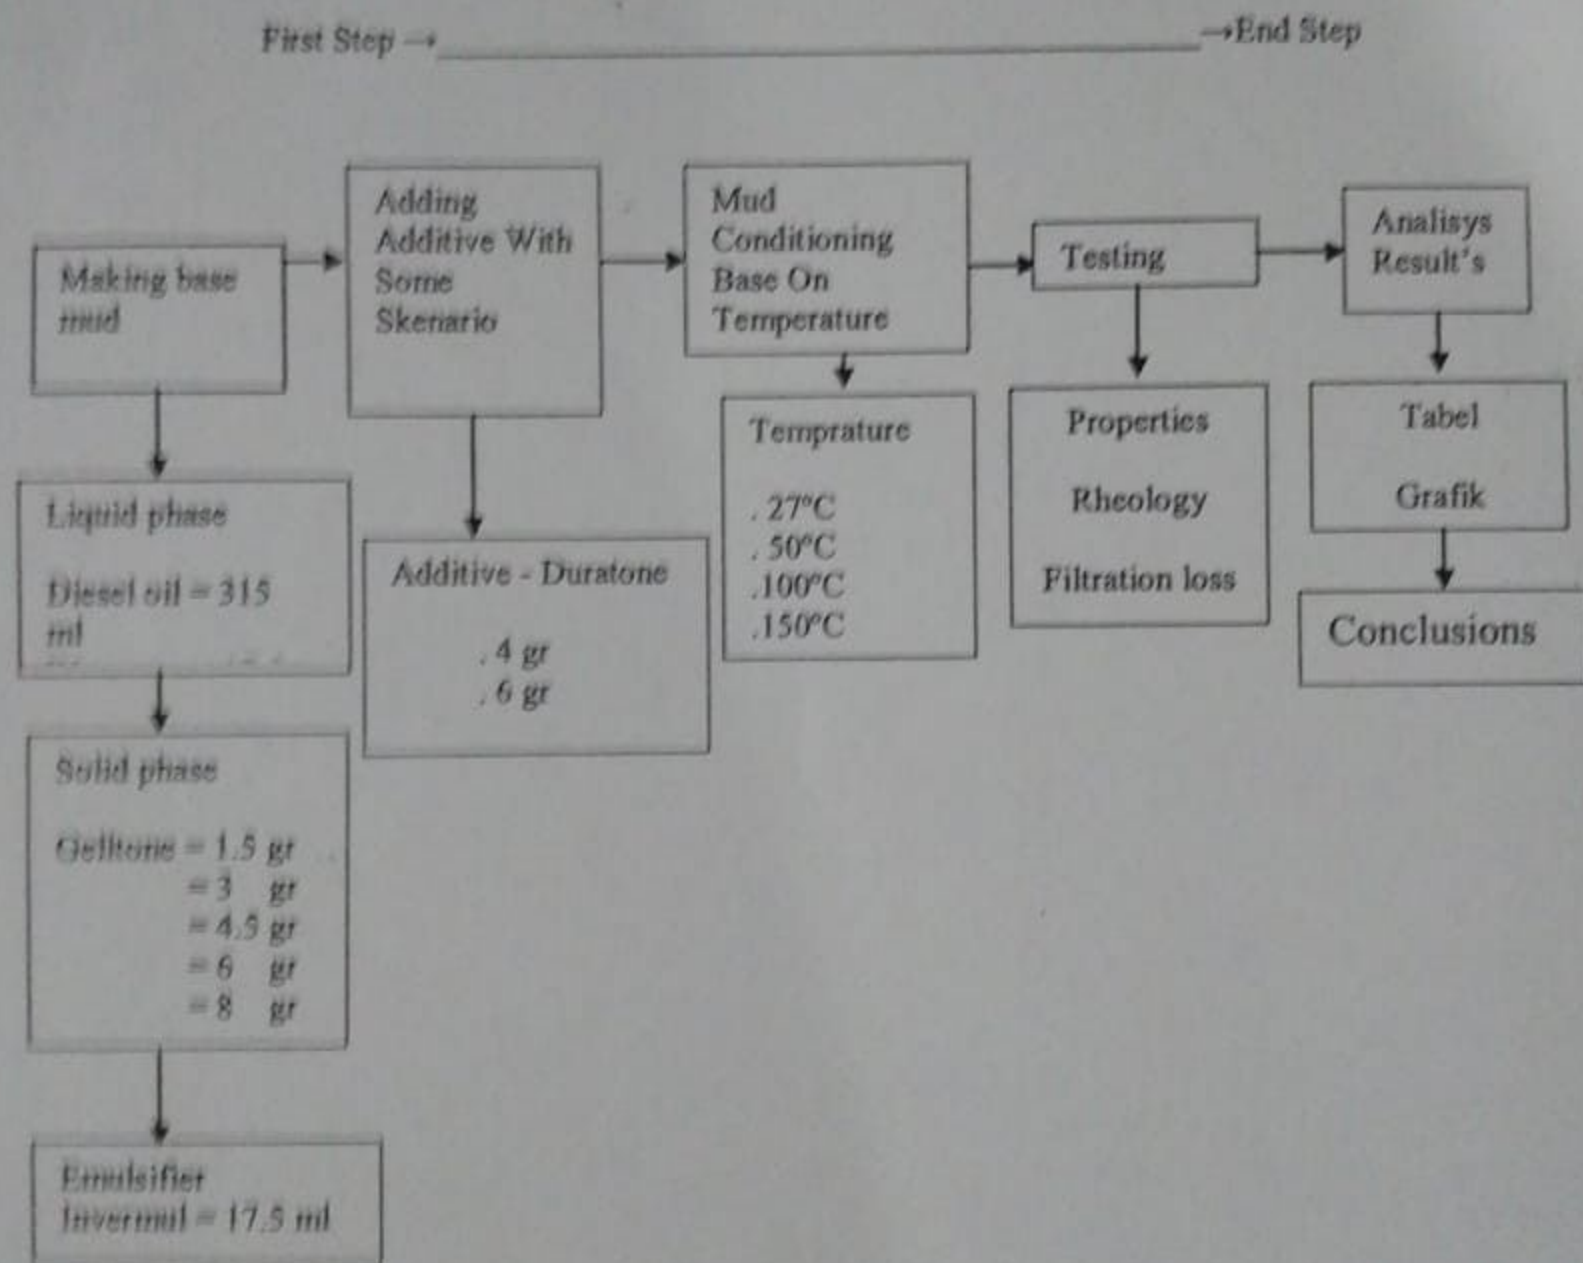 First Step →
→End Step
Making base
mud
Adding
Additive With
Some
Skenario
Mud
Conditioning
Base On
Temperature
Testing
Analisys
Result's
Liquid phase
Diesel oil = 315
ml
Solid phase
Gelltone = 1.5 gr
= 3 gr
= 4.5 gr
= 6 gr
= 8 gr
Emulsifier
Invermul = 17.5 ml
Additive - Duratone
. 4 gr
. 6 gr
Temprature
. 27°C
. 50°C
.100°C
.150°C
Properties
Rheology
Filtration loss
Tabel
Grafik
Conclusions